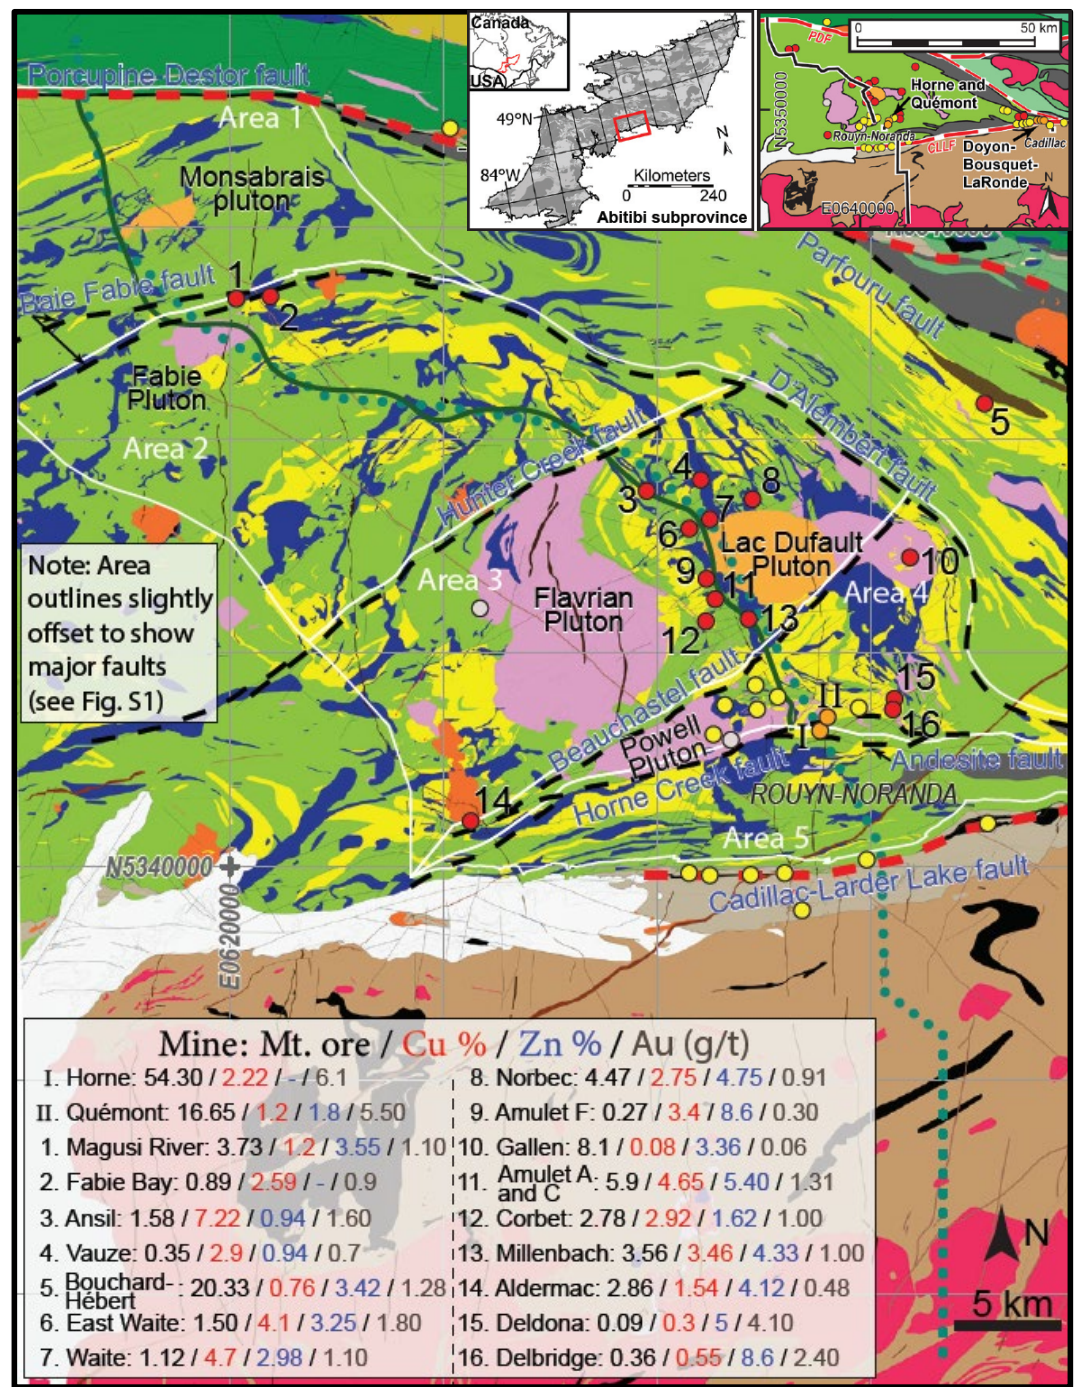 Canada
USA
49°N
84°W
N
Kilometers
0 240
Abitibi subprovince
0 50 km
PDF
N5350000
Horne and
Quémont
Rouyn-Noranda
CLLF
Cadillac
Doyon-
Bousquet-
LaRonde
E0640000
N
Porcupine-Destor fault
Area 1
Monsabrais
pluton
Parfouru fault
Baie Fabie fault
1
2
Fabie
Pluton
D'Alembert fault
5
Area 2
Hunter Creek fault
4
8
3
7
6
Lac Dufault
Pluton
10
Note: Area
outlines slightly
offset to show
major faults
(see Fig. S1)
Area 3
9
11
Area 4
Flavrian
Pluton
13
12
Beauchastel fault
15
II
16
I
Powell
Pluton
Andesite fault
Horne Creek fault
14
ROUYN-NORANDA
Area 5
N5340000
E0620000
Cadillac-Larder Lake fault
Mine: Mt. ore / Cu % / Zn % / Au (g/t)
I. Horne: 54.30 / 2.22 / - / 6.1
II. Quémont: 16.65 / 1.2 / 1.8 / 5.50
1. Magusi River: 3.73 / 1.2 / 3.55 / 1.10
2. Fabie Bay: 0.89 / 2.59 / - / 0.9
3. Ansil: 1.58 / 7.22 / 0.94 / 1.60
4. Vauze: 0.35 / 2.9 / 0.94 / 0.7
5. Bouchard-
Hébert : 20.33 / 0.76 / 3.42 / 1.28
6. East Waite: 1.50 / 4.1 / 3.25 / 1.80
7. Waite: 1.12 / 4.7 / 2.98 / 1.10
8. Norbec: 4.47 / 2.75 / 4.75 / 0.91
9. Amulet F: 0.27 / 3.4 / 8.6 / 0.30
10. Gallen: 8.1 / 0.08 / 3.36 / 0.06
11. Amulet A
and C : 5.9 / 4.65 / 5.40 / 1.31
12. Corbet: 2.78 / 2.92 / 1.62 / 1.00
13. Millenbach: 3.56 / 3.46 / 4.33 / 1.00
14. Aldermac: 2.86 / 1.54 / 4.12 / 0.48
15. Deldona: 0.09 / 0.3 / 5 / 4.10
16. Delbridge: 0.36 / 0.55 / 8.6 / 2.40
N
5 km